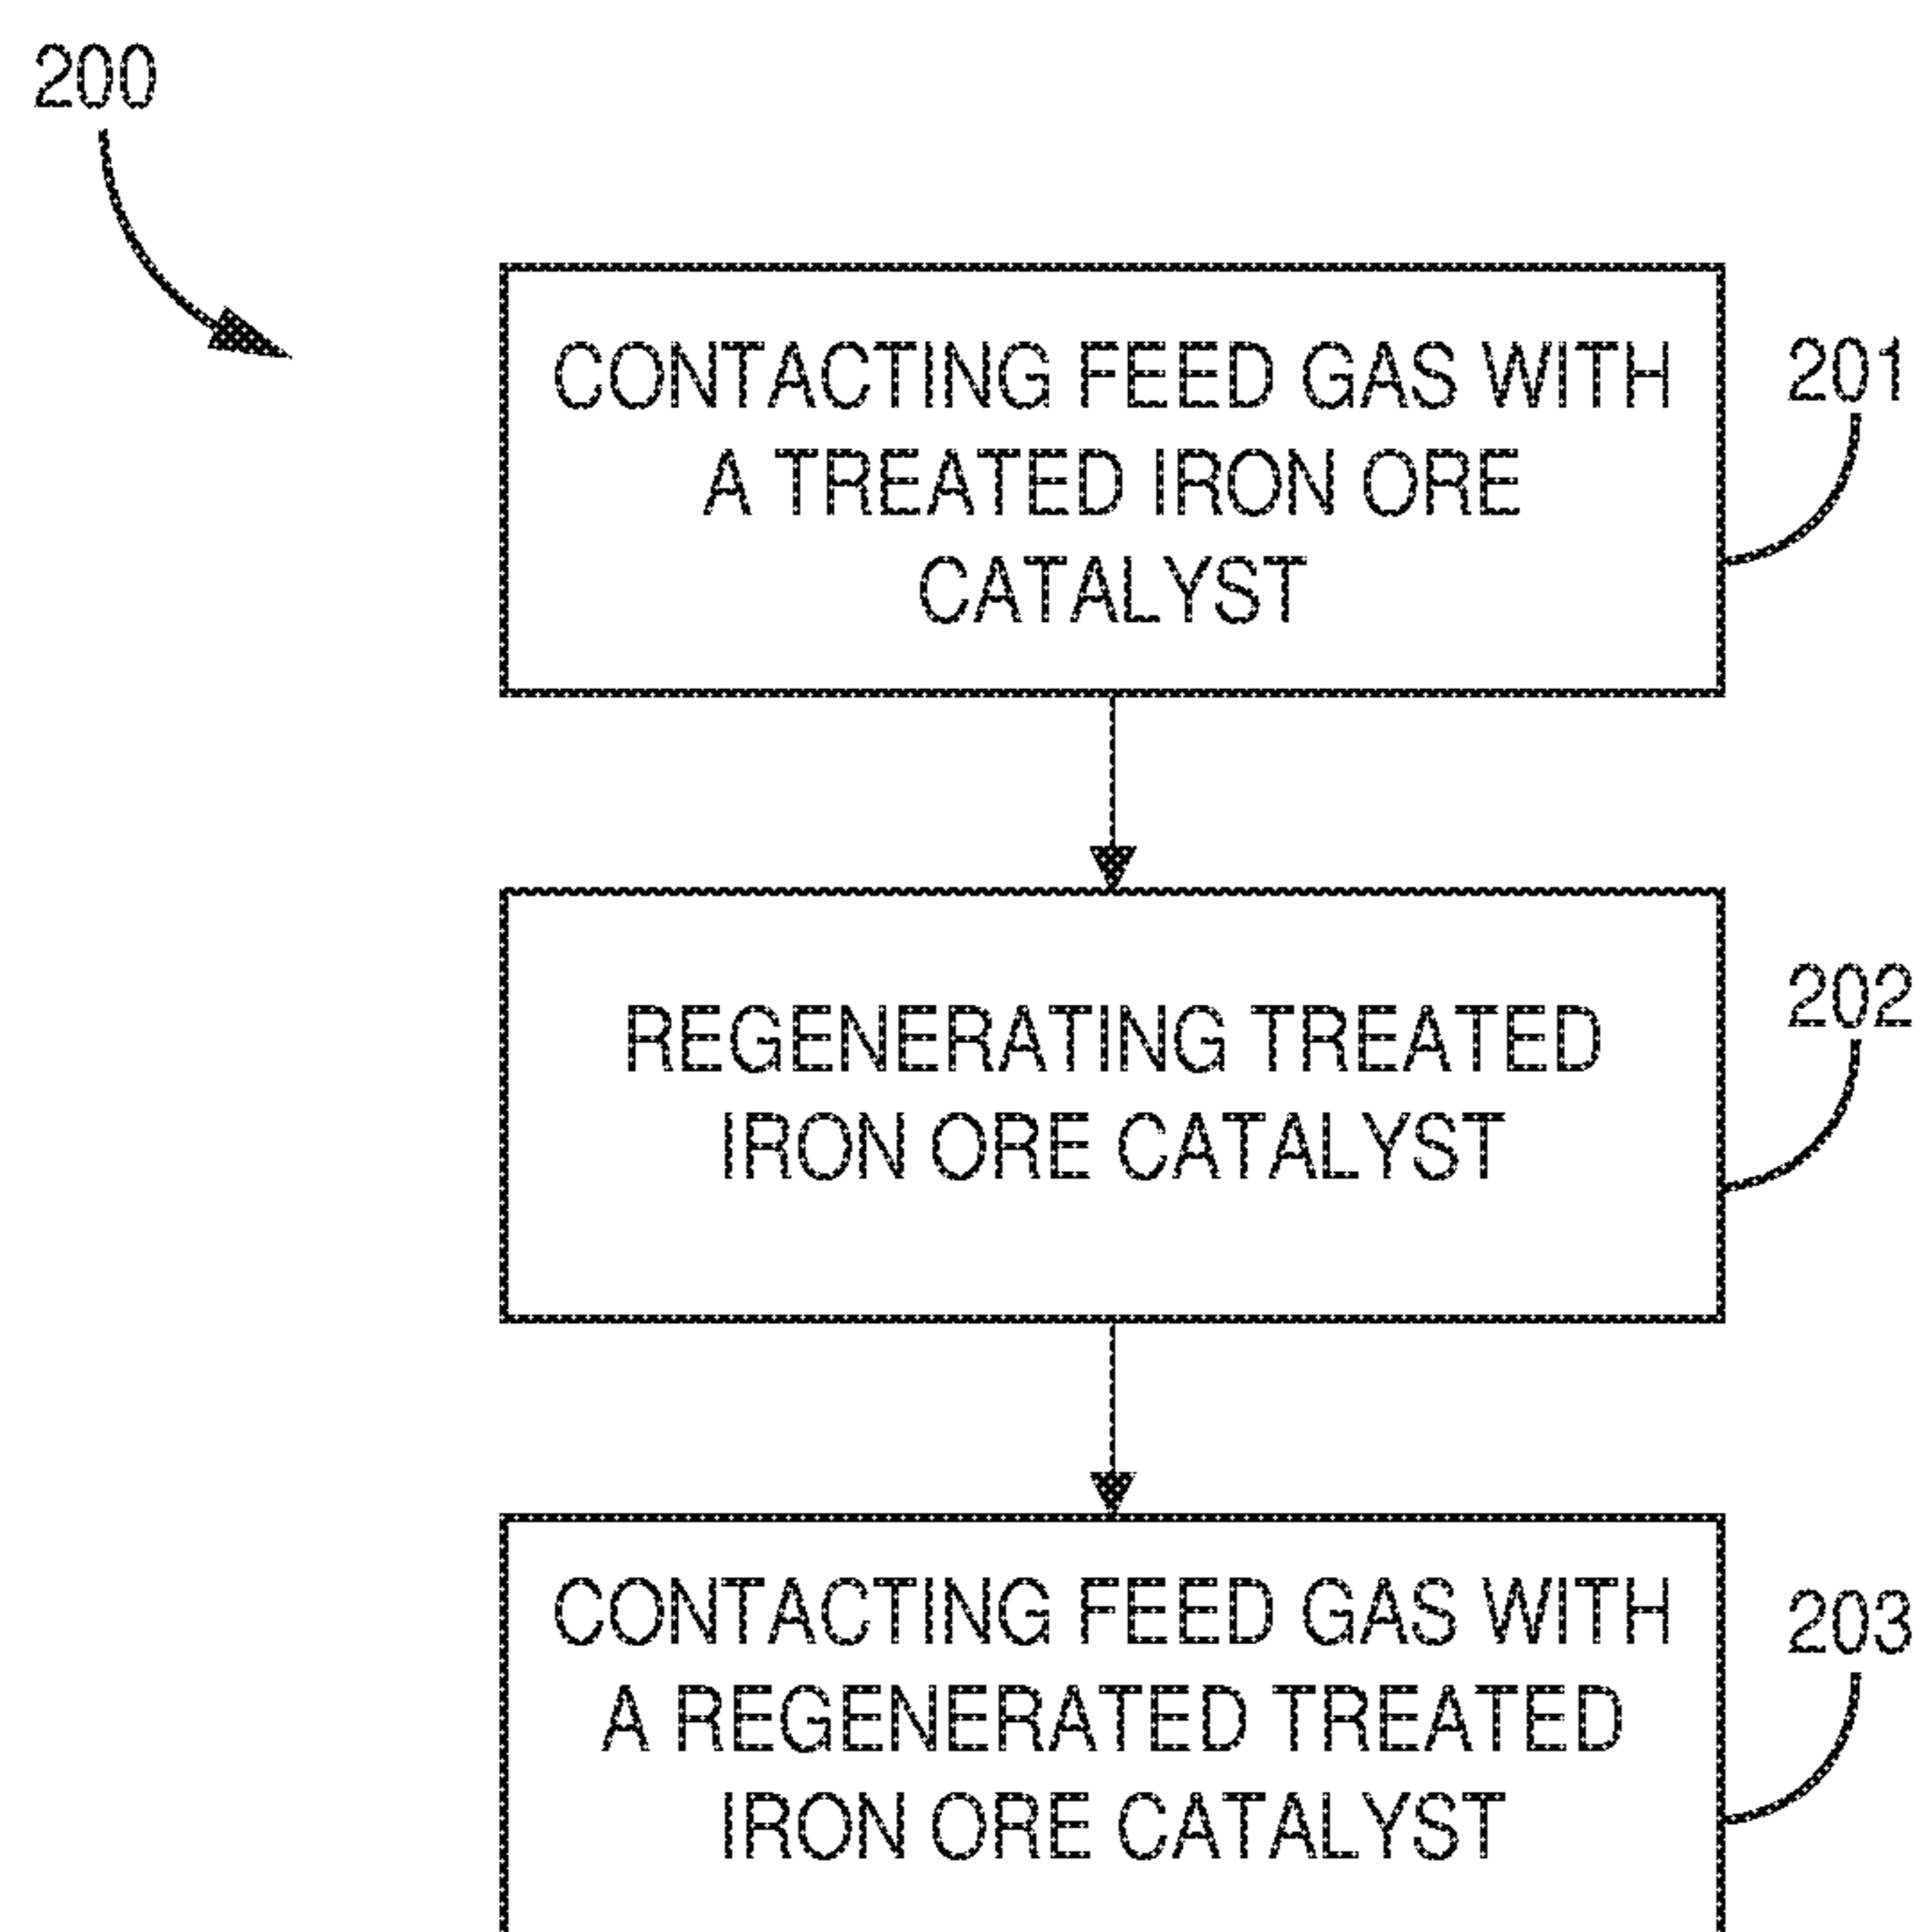 200
CONTACTING FEED GAS WITH
A TREATED IRON ORE
CATALYST
201
REGENERATING TREATED
IRON ORE CATALYST
202
CONTACTING FEED GAS WITH
A REGENERATED TREATED
IRON ORE CATALYST
203